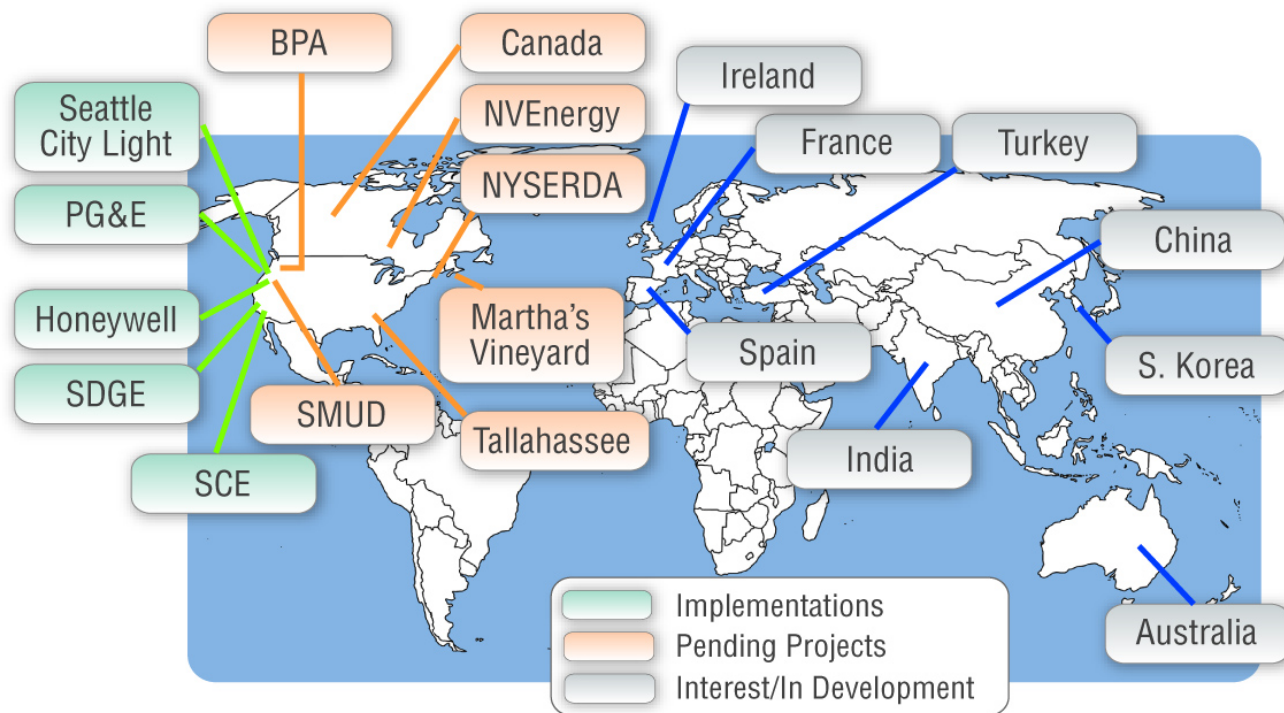 BPA
Canada
Ireland
Seattle
City Light
NVEnergy
France
Turkey
NYSERDA
PG&E
China
Honeywell
Martha's
Vineyard
Spain
S. Korea
SDGE
SMUD
Tallahassee
India
SCE
Implementations
Pending Projects
Interest/In Development
Australia